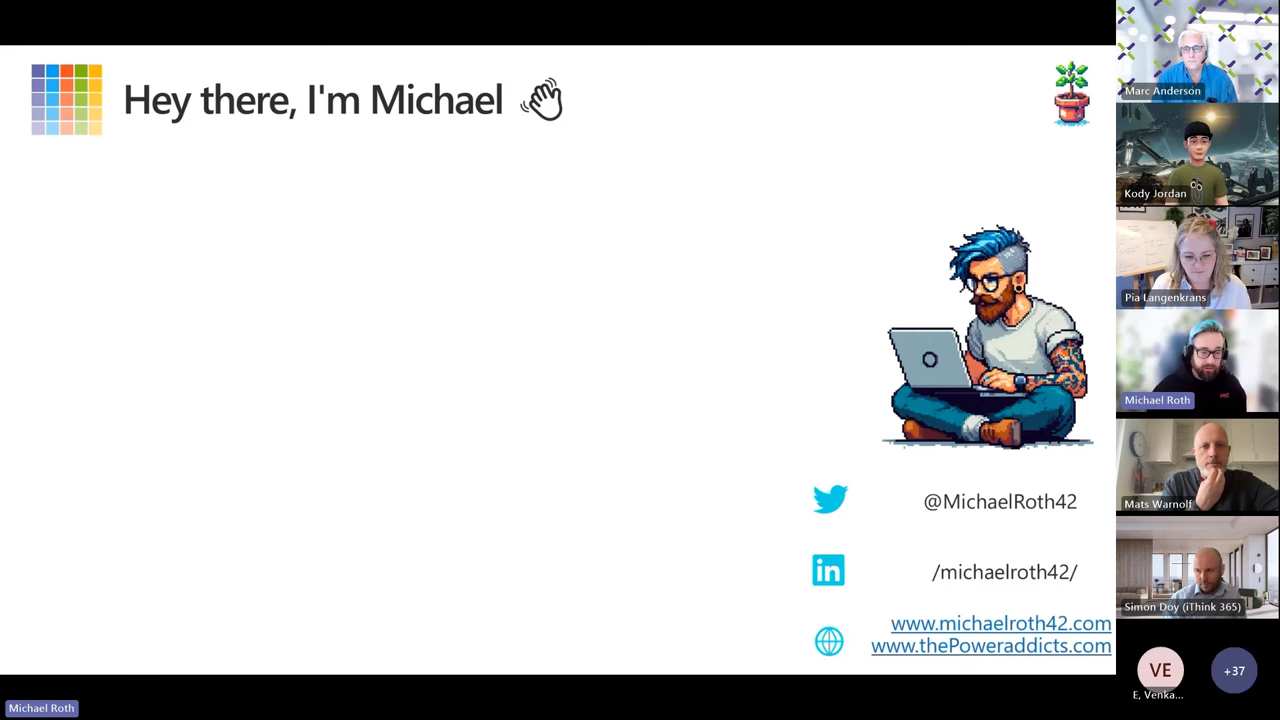 Hey there, I'm Michael
@MichaelRoth42
/michaelroth42/
www.michaelroth42.com
www.thePoweraddicts.com
Marc Anderson
Kody Jordan
Pia Langenkrans
Michael Roth
Mats Warnolf
Simon Doy (iThink 365)
VE
E, Venka...
+37
Michael Roth